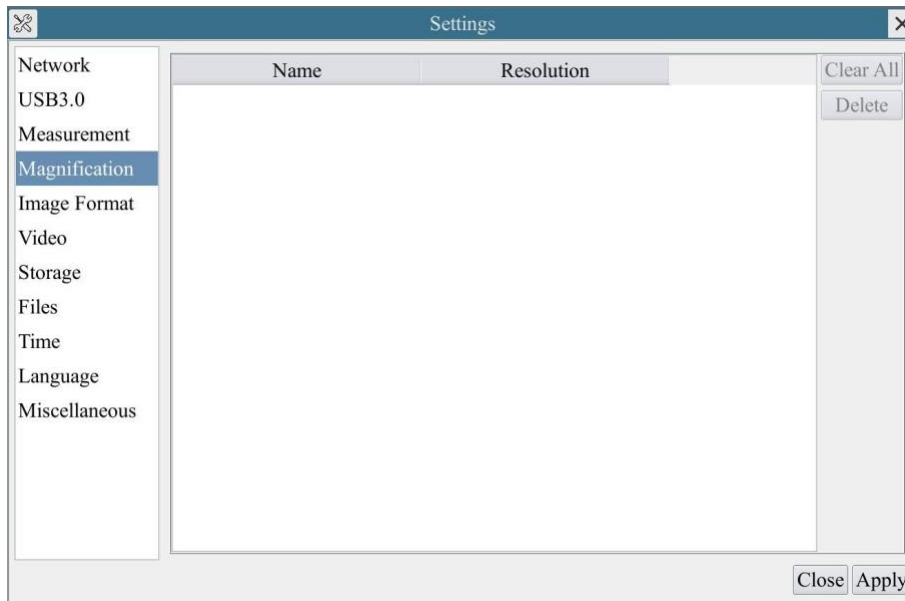 Settings
Network
USB3.0
Measurement
Magnification
Image Format
Video
Storage
Files
Time
Language
Miscellaneous
Name Resolution
Clear All
Delete
Close Apply